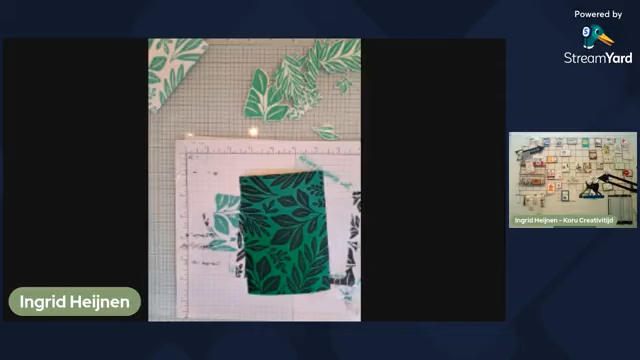 Powered by
StreamYard
Ingrid Heijnen - Koru Creativitijd
Ingrid Heijnen